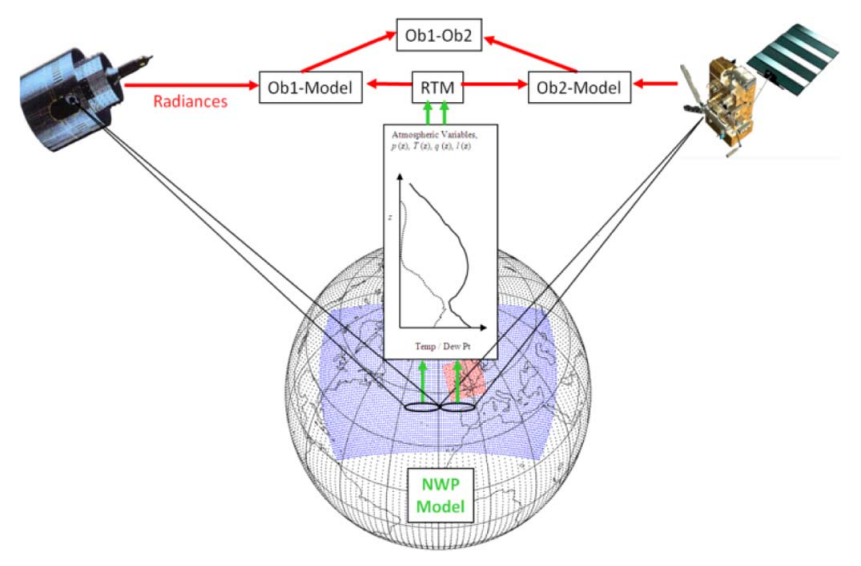 Ob1-Ob2
Ob1-Model
RTM
Ob2-Model
Radiances
Atmospheric Variables,
p (z), T (z), q (z), l (z)
z
Temp / Dew Pt
NWP
Model